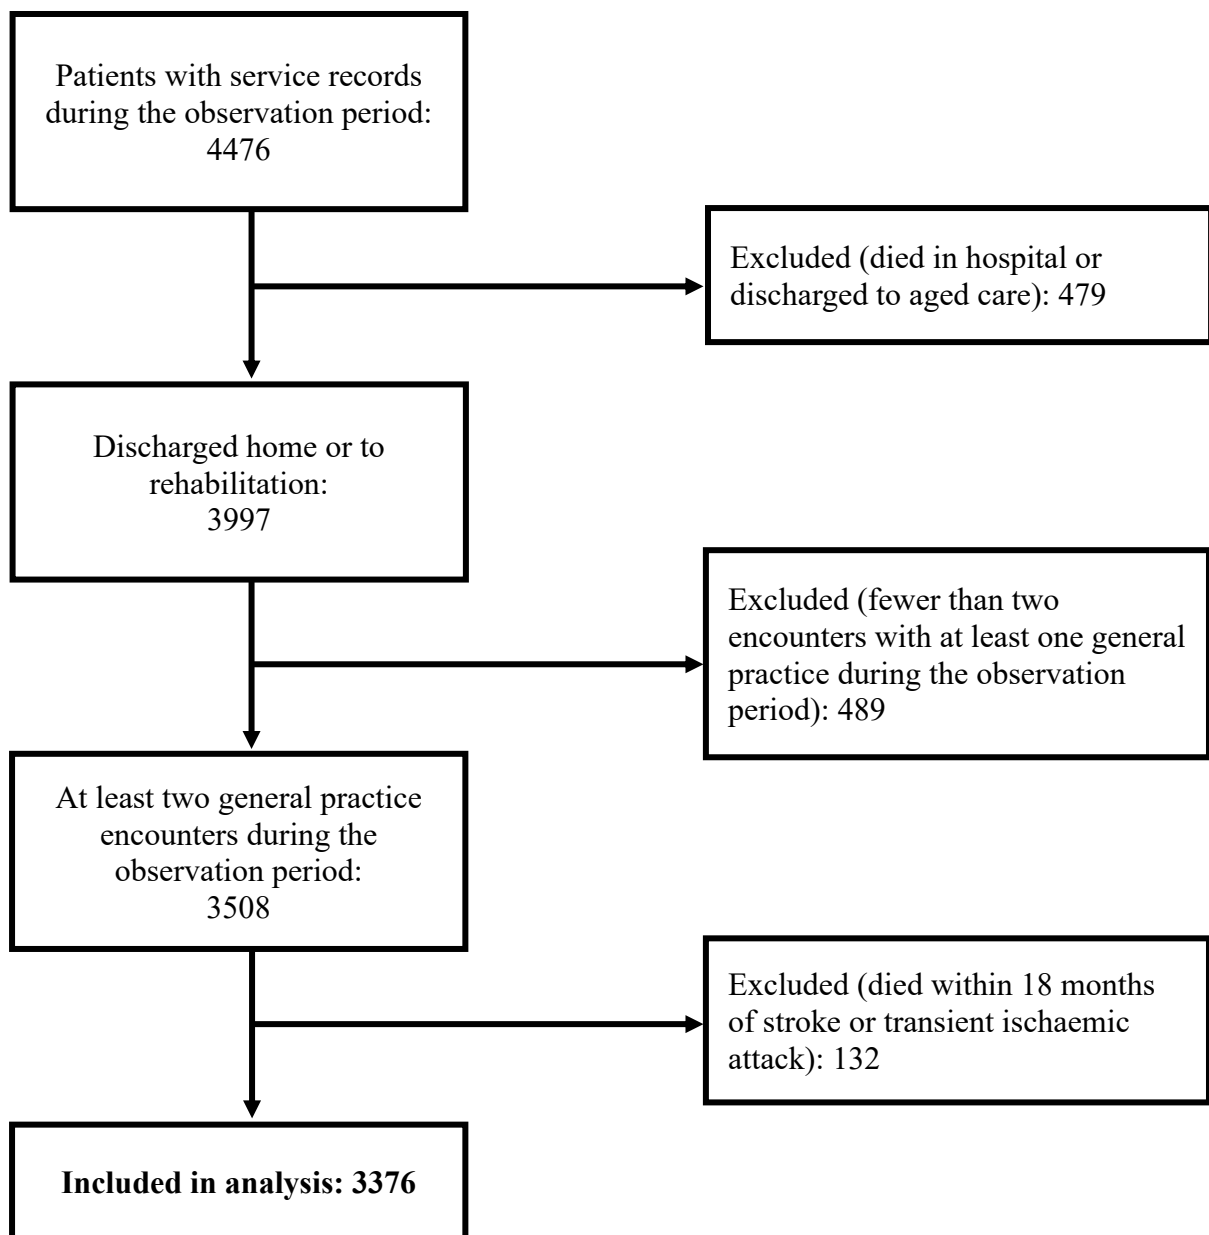 Patients with service records
during the observation period:
4476
Excluded (died in hospital or
discharged to aged care): 479
Discharged home or to
rehabilitation:
3997
Excluded (fewer than two
encounters with at least one general
practice during the observation
period): 489
At least two general practice
encounters during the
observation period:
3508
Excluded (died within 18 months
of stroke or transient ischaemic
attack): 132
Included in analysis: 3376